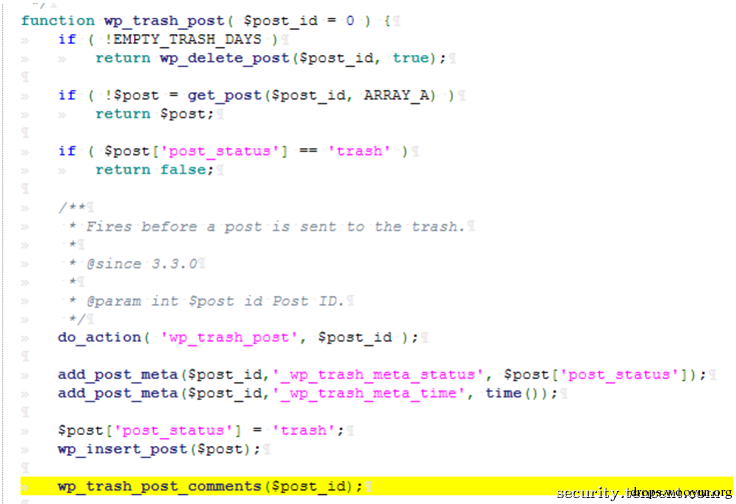 */
function wp_trash_post( $post_id = 0 ) {
if ( !EMPTY_TRASH_DAYS )
return wp_delete_post($post_id, true);
if ( !$post = get_post($post_id, ARRAY_A) )
return $post;
if ( $post['post_status'] == 'trash' )
return false;
/**
* Fires before a post is sent to the trash.
*
* @since 3.3.0
*
* @param int $post_id Post ID.
*/
do_action( 'wp_trash_post', $post_id );
add_post_meta($post_id,'_wp_trash_meta_status', $post['post_status']);
add_post_meta($post_id,'_wp_trash_meta_time', time());
$post['post_status'] = 'trash';
wp_insert_post($post);
wp_trash_post_comments($post_id);
drops.wooyun.org